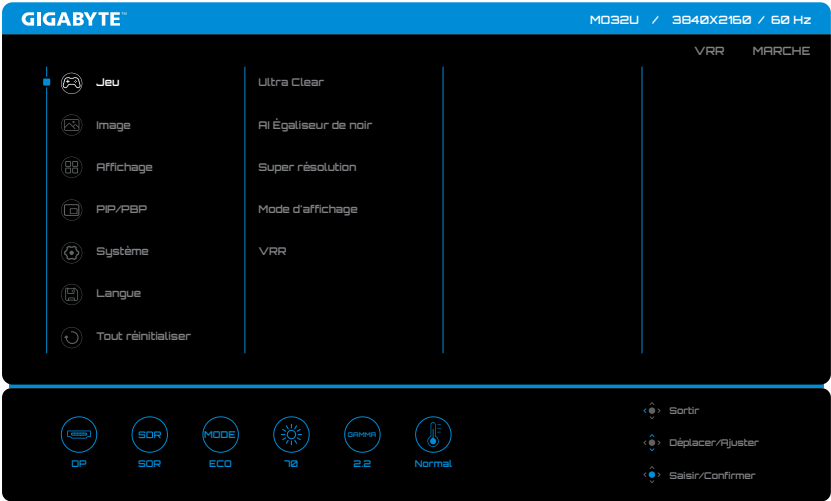 GIGABYTE™
MO32U / 3840X2160 / 60 Hz
VRR MARCHE
Jeu
Image
Affichage
PIP/PBP
Système
Langue
Tout réinitialiser
Ultra Clear
AI Égaliseur de noir
Super résolution
Mode d'affichage
VRR
SDR
MODE
GAMMA
DP
SDR
ECO
70
2.2
Normal
Sortir
Déplacer/Ajuster
Saisir/Confirmer